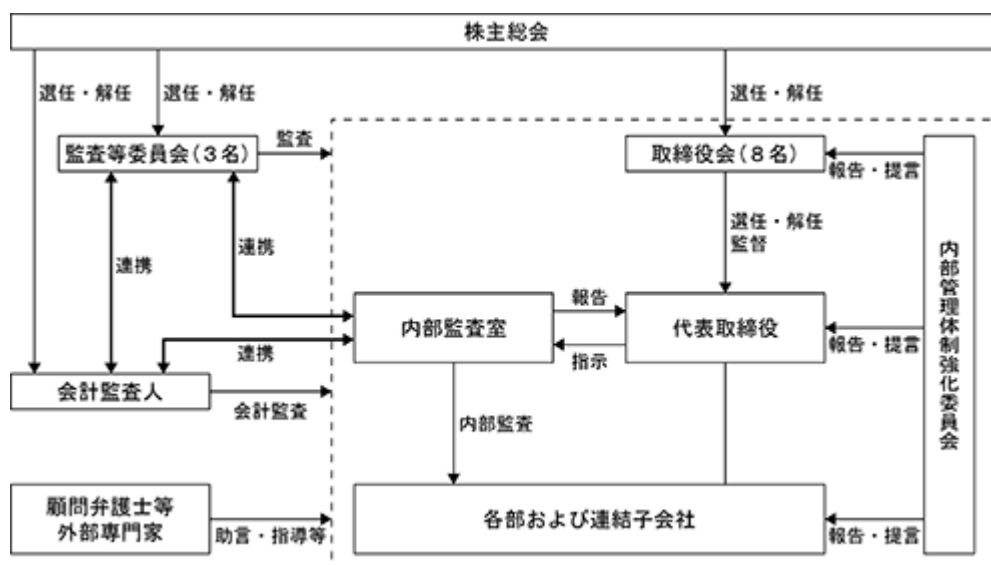 株主総会
選任・解任
選任・解任
選任・解任
監査等委員会(3名)
監査
取締役会(8名)
報告・提言
選任・解任
監督
連携
連携
内部管理体制強化委員会
内部監査室
報告
代表取締役
指示
報告・提言
連携
会計監査人
会計監査
内部監査
顧問弁護士等
外部専門家
助言・指導等
各部および連結子会社
報告・提言